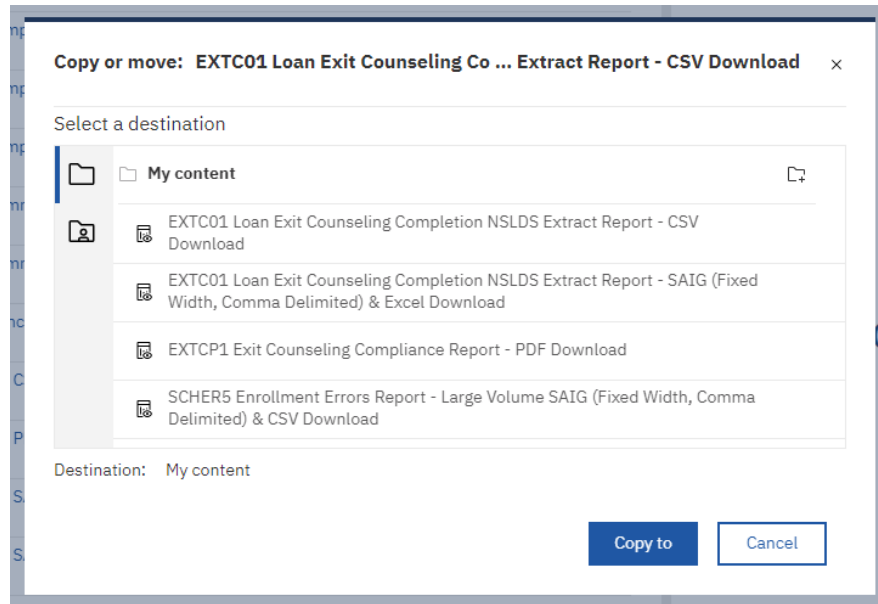 Copy or move: EXTC01 Loan Exit Counseling Co ... Extract Report - CSV Download
Select a destination
My content
EXTC01 Loan Exit Counseling Completion NSLDS Extract Report - CSV
Download
EXTC01 Loan Exit Counseling Completion NSLDS Extract Report - SAIG (Fixed
Width, Comma Delimited) & Excel Download
EXTCP1 Exit Counseling Compliance Report - PDF Download
SCHER5 Enrollment Errors Report - Large Volume SAIG (Fixed Width, Comma
Delimited) & CSV Download
Destination: My content
Copy to
Cancel